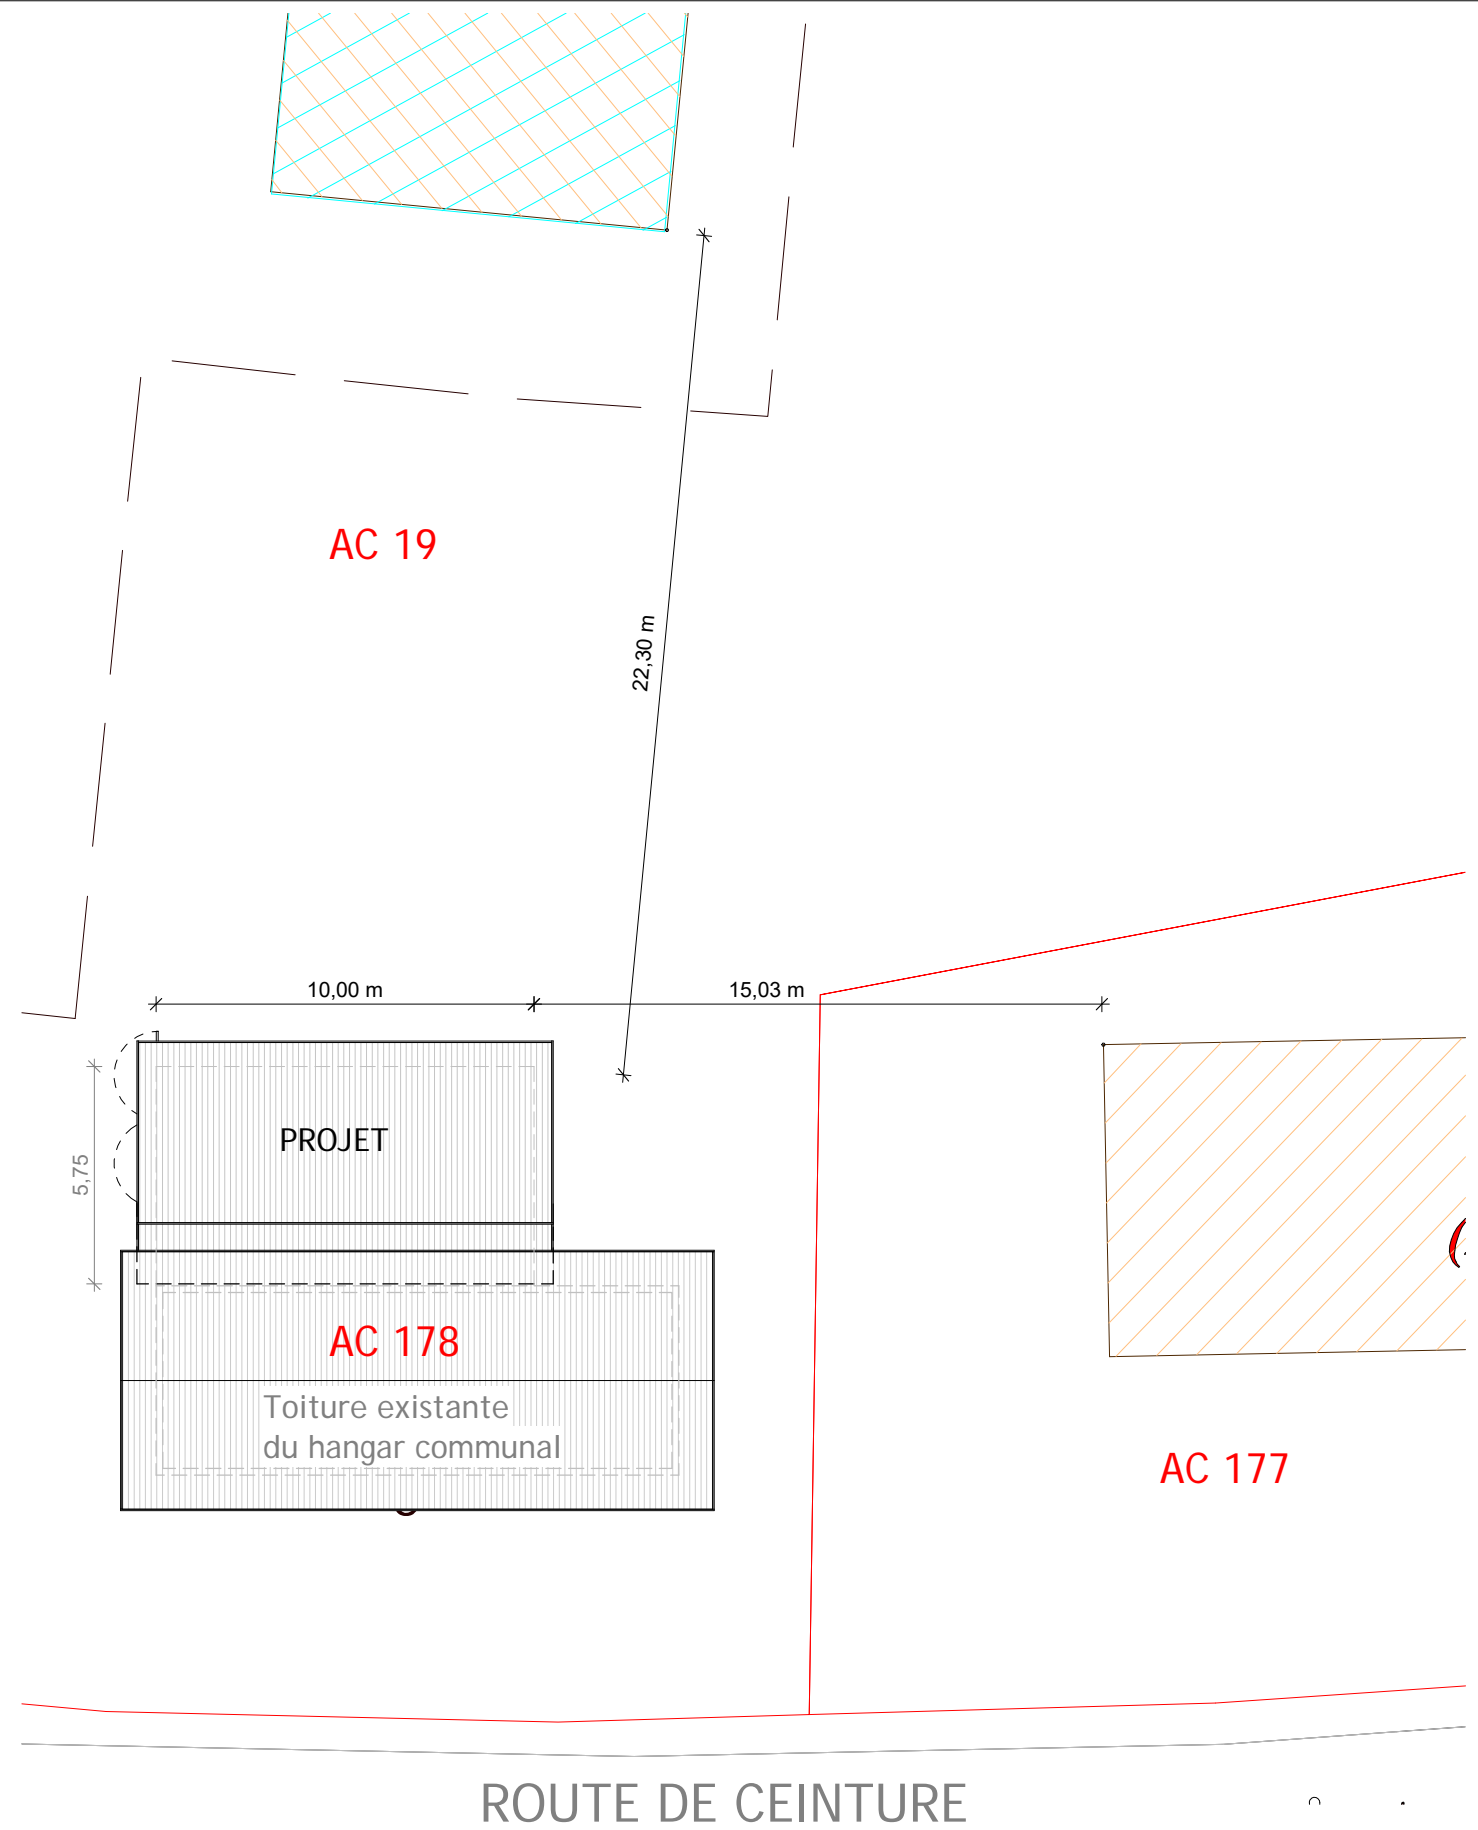 AC 19
22,30 m
10,00 m
15,03 m
PROJET
5,75
AC 178
Toiture existante
du hangar communal
AC 177
ROUTE DE CEINTURE